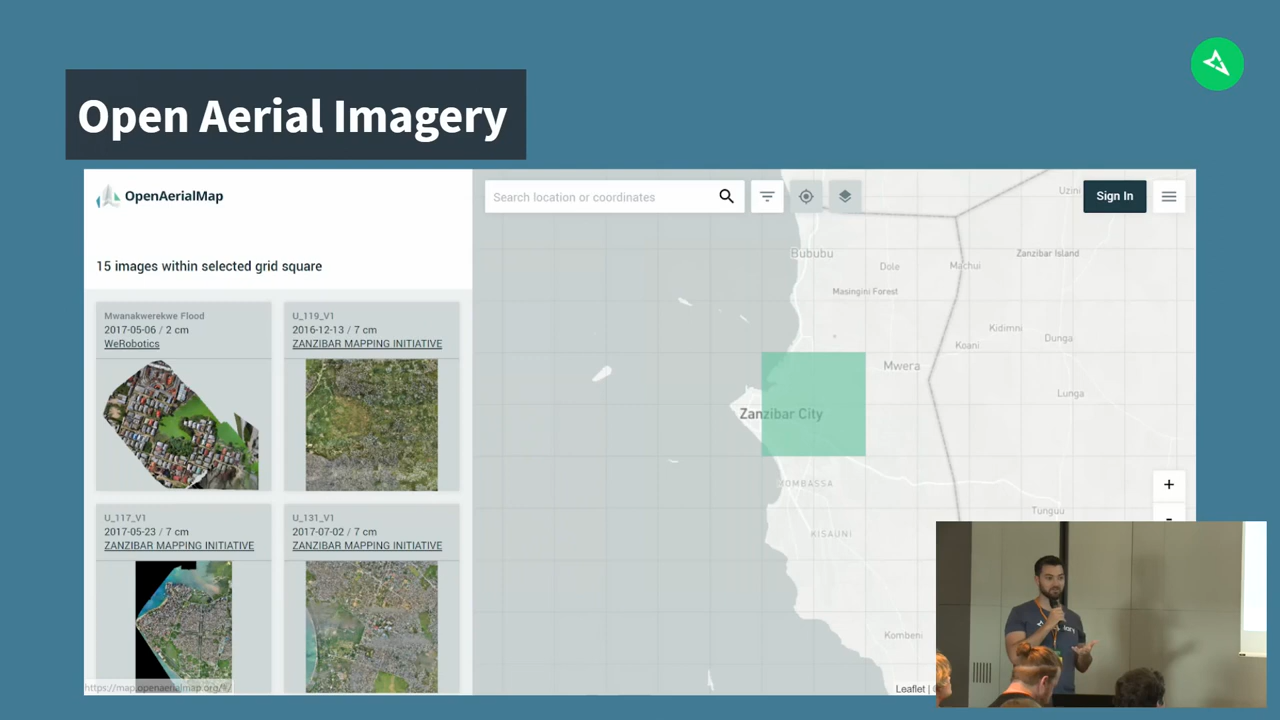 Open Aerial Imagery
OpenAerialMap
Search location or coordinates
Sign In
15 images within selected grid square
Mwanakwerekwe Flood
2017-05-06 / 2 cm
WeRobotics
U_119_V1
2016-12-13 / 7 cm
ZANZIBAR MAPPING INITIATIVE
U_117_V1
2017-05-23 / 7 cm
ZANZIBAR MAPPING INITIATIVE
U_131_V1
2017-07-02 / 7 cm
ZANZIBAR MAPPING INITIATIVE
https://map.openaerialmap.org/#/
Uzini
Bububu
Dole
Machui
Zanzibar Island
Masingini Forest
Kidimni
Koani
Dunga
Mwera
Lunga
Zanzibar City
MOMBASSA
Tunguu
KISAUNI
Kombeni
+
-
Leaflet |